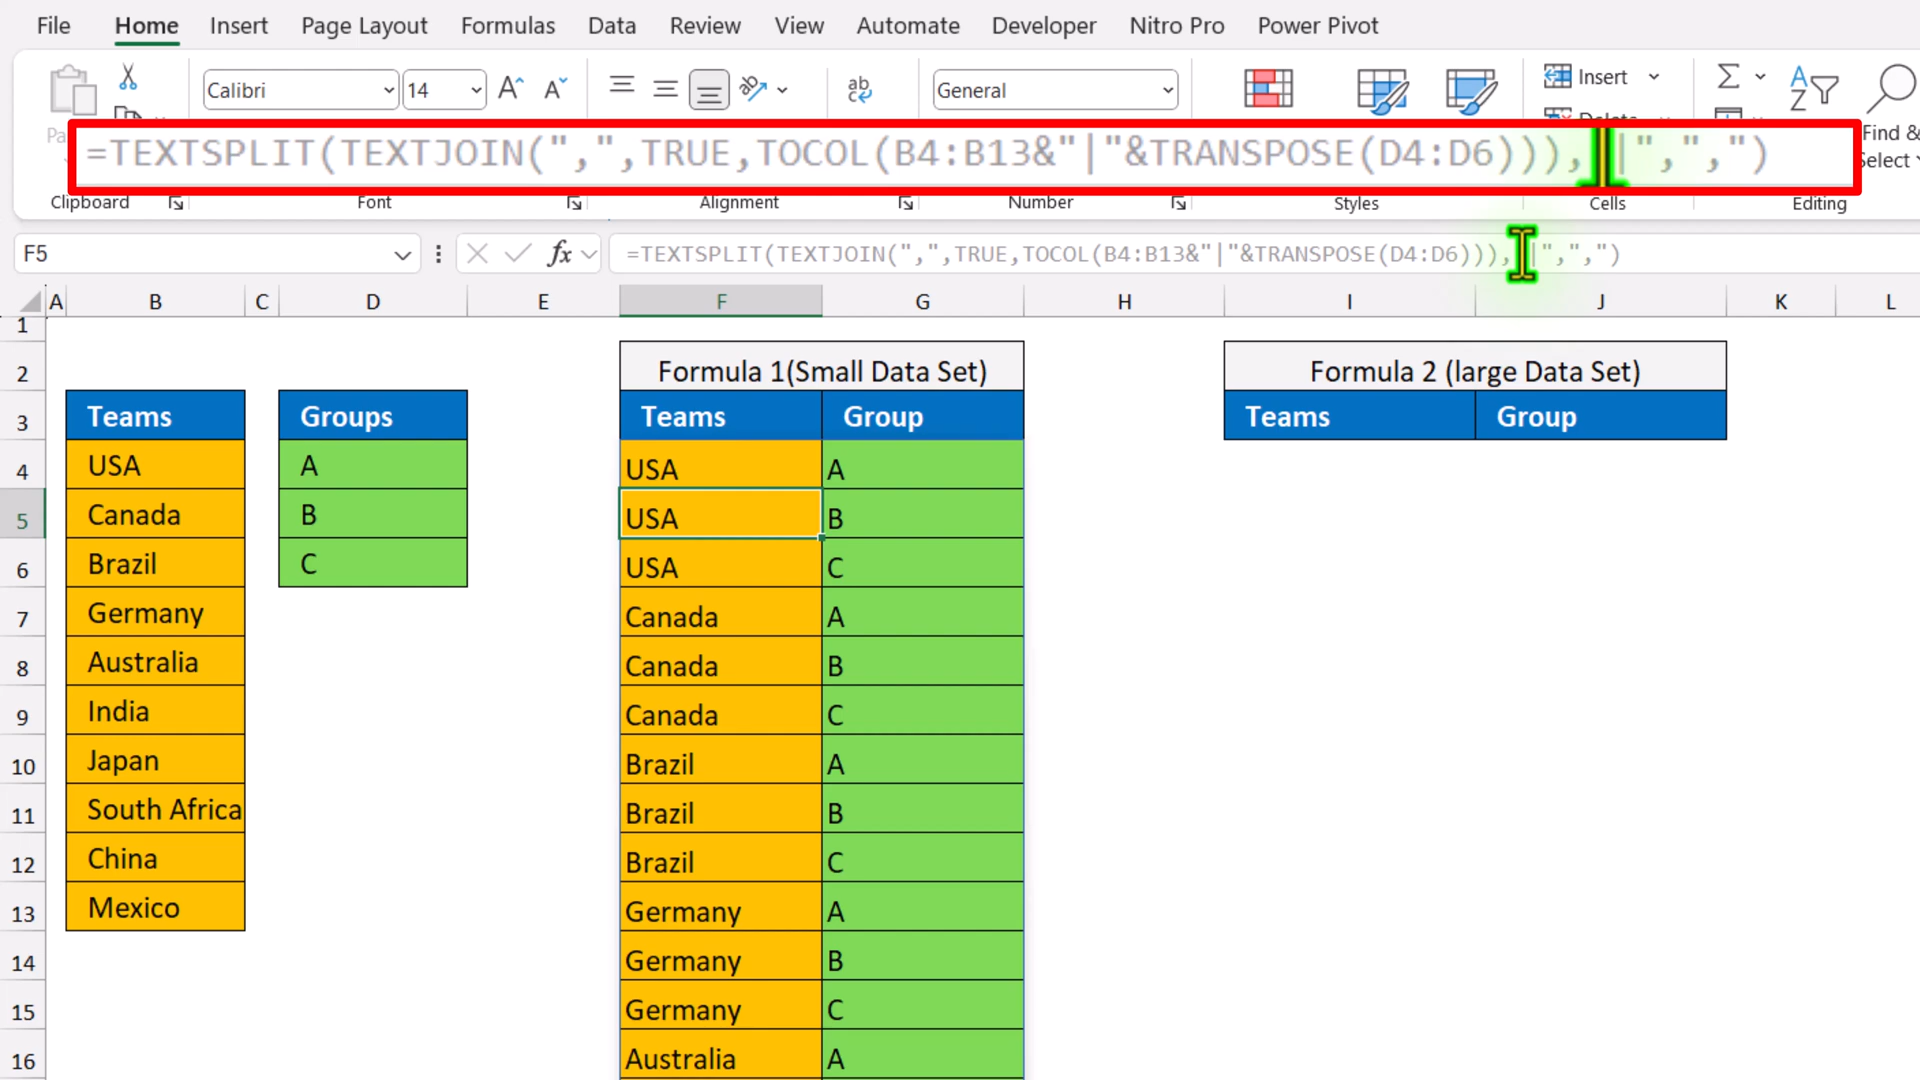 File Home Insert Page Layout Formulas Data Review View Automate Developer Nitro Pro Power Pivot
Calibri 14 General Insert
=TEXTSPLIT(TEXTJOIN(",",TRUE,TOCOL(B4:B13&"|"&TRANSPOSE(D4:D6))), |",",")
Find &
Select
Clipboard Font Alignment Number Styles Cells Editing
F5 fx =TEXTSPLIT(TEXTJOIN(",",TRUE,TOCOL(B4:B13&"|"&TRANSPOSE(D4:D6))), |",",")
A B C D E F G H I J K L
1
2 Formula 1(Small Data Set) Formula 2 (large Data Set)
3 Teams Groups Teams Group Teams Group
4 USA A USA A
5 Canada B USA B
6 Brazil C USA C
7 Germany Canada A
8 Australia Canada B
9 India Canada C
10 Japan Brazil A
11 South Africa Brazil B
12 China Brazil C
13 Mexico Germany A
14 Germany B
15 Germany C
16 Australia A